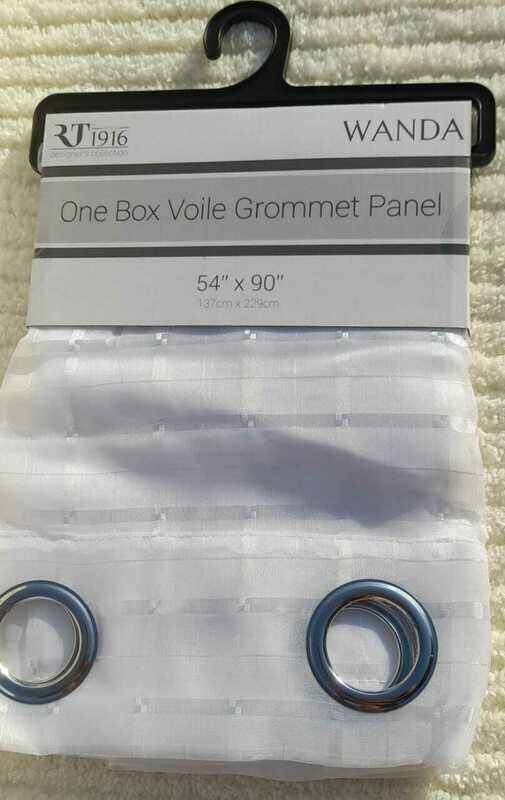 RT 1916
designer's collection
WANDA
One Box Voile Grommet Panel
54" x 90"
137cm x 229cm